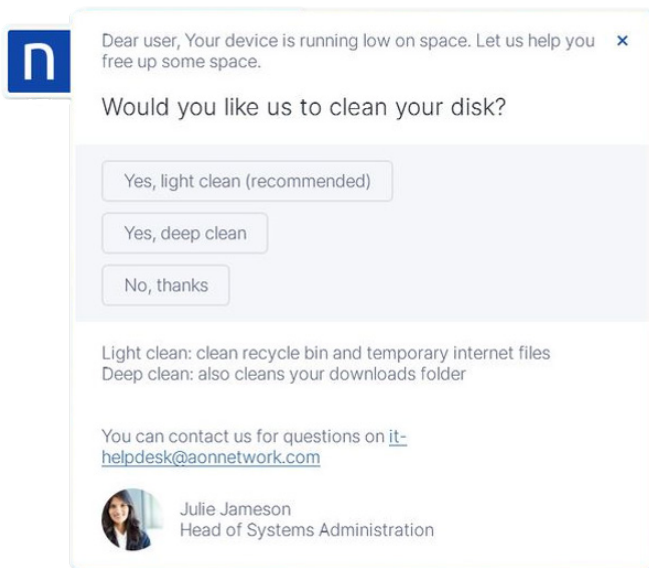 n
Dear user, Your device is running low on space. Let us help you
free up some space.
Would you like us to clean your disk?
Yes, light clean (recommended)
Yes, deep clean
No, thanks
Light clean: clean recycle bin and temporary internet files
Deep clean: also cleans your downloads folder
You can contact us for questions on it-
helpdesk@aonnetwork.com
Julie Jameson
Head of Systems Administration